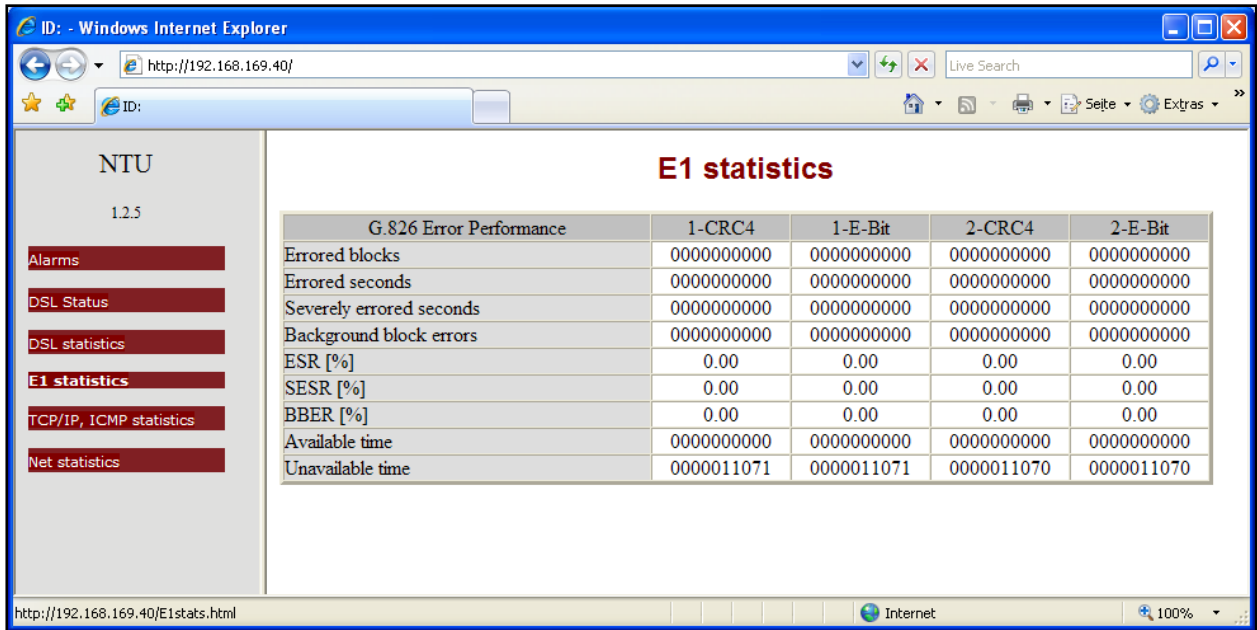 ID: - Windows Internet Explorer
http://192.168.169.40/
Live Search
ID:
Seite
Extras
»
NTU
1.2.5
Alarms
DSL Status
DSL statistics
E1 statistics
TCP/IP, ICMP statistics
Net statistics
E1 statistics
G.826 Error Performance 1-CRC4 1-E-Bit 2-CRC4 2-E-Bit
Errored blocks 0000000000 0000000000 0000000000 0000000000
Errored seconds 0000000000 0000000000 0000000000 0000000000
Severely errored seconds 0000000000 0000000000 0000000000 0000000000
Background block errors 0000000000 0000000000 0000000000 0000000000
ESR [%] 0.00 0.00 0.00 0.00
SESR [%] 0.00 0.00 0.00 0.00
BBER [%] 0.00 0.00 0.00 0.00
Available time 0000000000 0000000000 0000000000 0000000000
Unavailable time 0000011071 0000011071 0000011070 0000011070
http://192.168.169.40/E1stats.html
Internet
100%